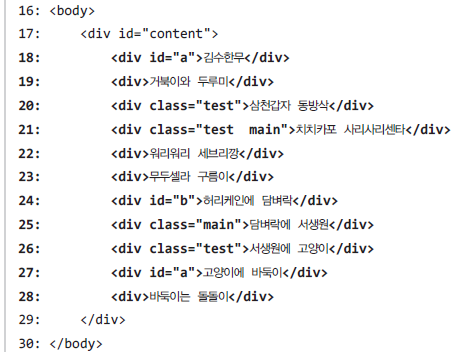 16: <body>
17:     <div id="content">
18:         <div id="a">김수한무</div>
19:         <div>거북이와 두루미</div>
20:         <div class="test">삼천갑자 동방삭</div>
21:         <div class="test  main">치치카포 사리사리센타</div>
22:         <div>워리워리 세브리깡</div>
23:         <div>무두셀라 구름이</div>
24:         <div id="b">허리케인에 담벼락</div>
25:         <div class="main">담벼락에 서생원</div>
26:         <div class="test">서생원에 고양이</div>
27:         <div id="a">고양이에 바둑이</div>
28:         <div>바둑이는 돌돌이</div>
29:     </div>
30: </body>